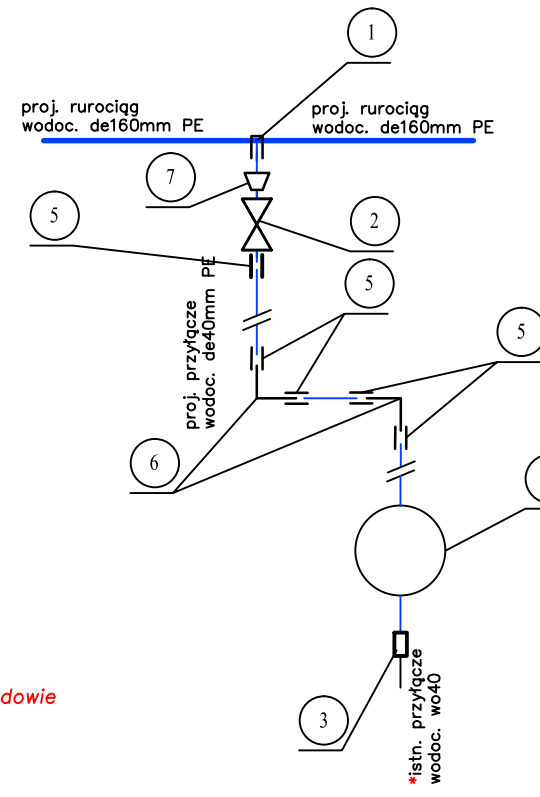 1
proj. rurociąg
wodoc. de160mm PE
proj. rurociąg
wodoc. de160mm PE
7
5
2
5
proj. przyłącze
wodoc. de40mm PE
5
6
3
*istn. przyłącze
wodoc. wo40
dowie